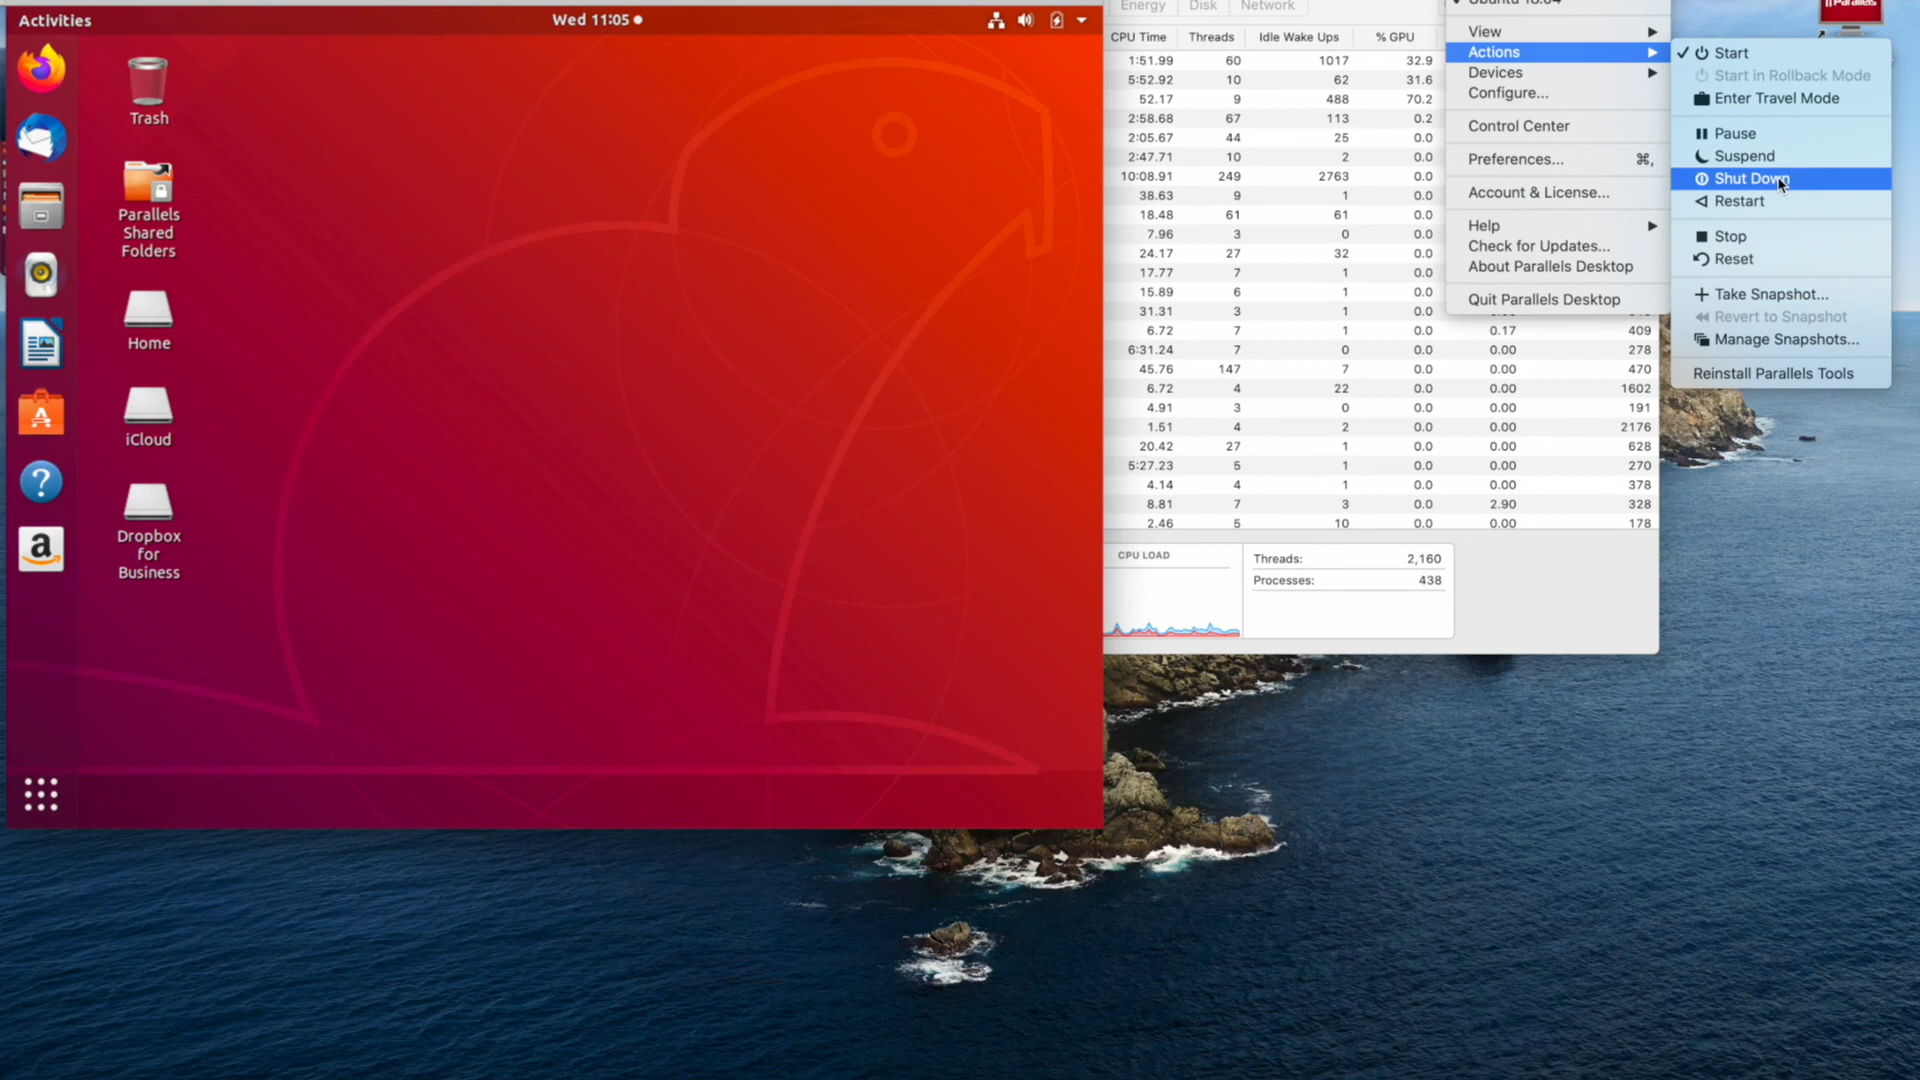 Activities
Wed 11:05
Trash
Parallels
Shared
Folders
Home
iCloud
Dropbox
for
Business
a
Energy
Disk
Network
CPU Time Threads Idle Wake Ups % GPU
1:51.99 60 1017 32.9
5:52.92 10 62 31.6
52.17 9 488 70.2
2:58.68 67 113 0.2
2:05.67 44 25 0.0
2:47.71 10 2 0.0
10:08.91 249 2763 0.0
38.63 9 1 0.0
18.48 61 61 0.0
7.96 3 0 0.0
24.17 27 32 0.0
17.77 7 1 0.0
15.89 6 1 0.0
31.31 3 1 0.0
6.72 7 1 0.0 0.17 409
6:31.24 7 0 0.0 0.00 278
45.76 147 7 0.0 0.00 470
6.72 4 22 0.0 0.00 1602
4.91 3 0 0.0 0.00 191
1.51 4 2 0.0 0.00 2176
20.42 27 1 0.0 0.00 628
5:27.23 5 1 0.0 0.00 270
4.14 4 1 0.0 0.00 378
8.81 7 3 0.0 2.90 328
2.46 5 10 0.0 0.00 178
CPU LOAD
Threads: 2,160
Processes: 438
Ubuntu 18.04
View
Actions
Devices
Configure...
Control Center
Preferences... ⌘,
Account & License...
Help
Check for Updates...
About Parallels Desktop
Quit Parallels Desktop
Parallels
Start
Start in Rollback Mode
Enter Travel Mode
Pause
Suspend
Shut Down
Restart
Stop
Reset
Take Snapshot...
Revert to Snapshot
Manage Snapshots...
Reinstall Parallels Tools